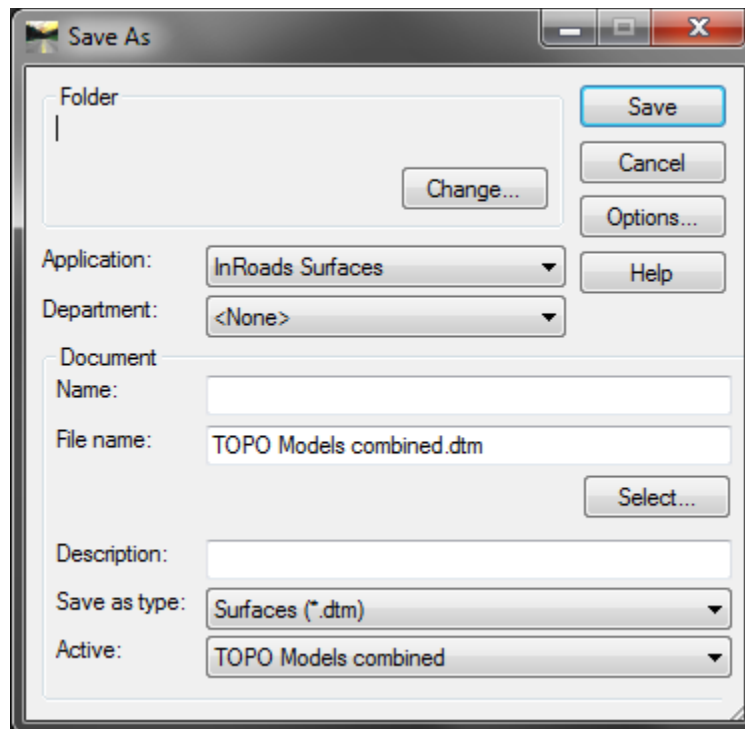 Save As
Folder
Save
Cancel
Change...
Options...
Application:
InRoads Surfaces
Help
Department:
<None>
Document
Name:
File name:
TOPO Models combined.dtm
Select...
Description:
Save as type:
Surfaces (*.dtm)
Active:
TOPO Models combined